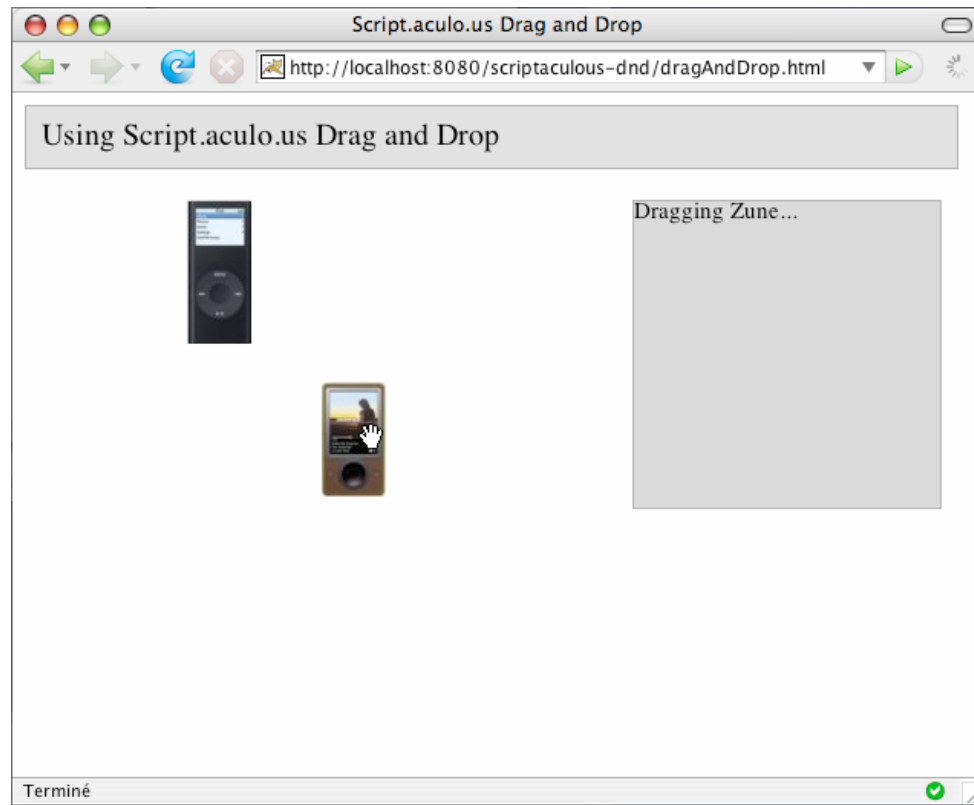 Script.aculo.us Drag and Drop
http://localhost:8080/scriptaculous-dnd/dragAndDrop.html
Using Script.aculo.us Drag and Drop
Dragging Zune...
MENU
Terminé